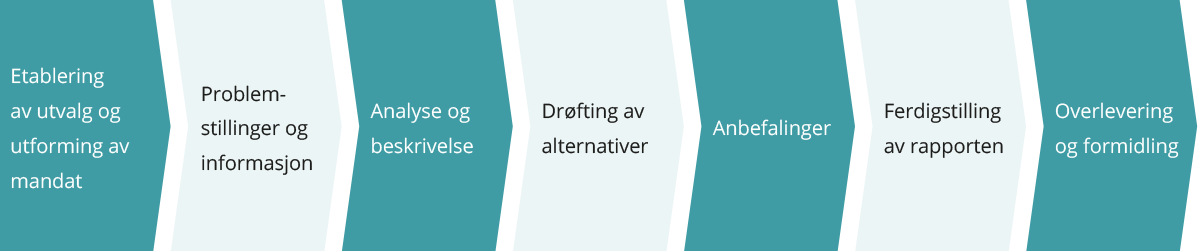 Etablering
av utvalg og
utforming av
mandat
Problem-
stillinger og
informasjon
Analyse og
beskrivelse
Drøfting av
alternativer
Anbefalinger
Ferdigstilling
av rapporten
Overlevering
og formidling